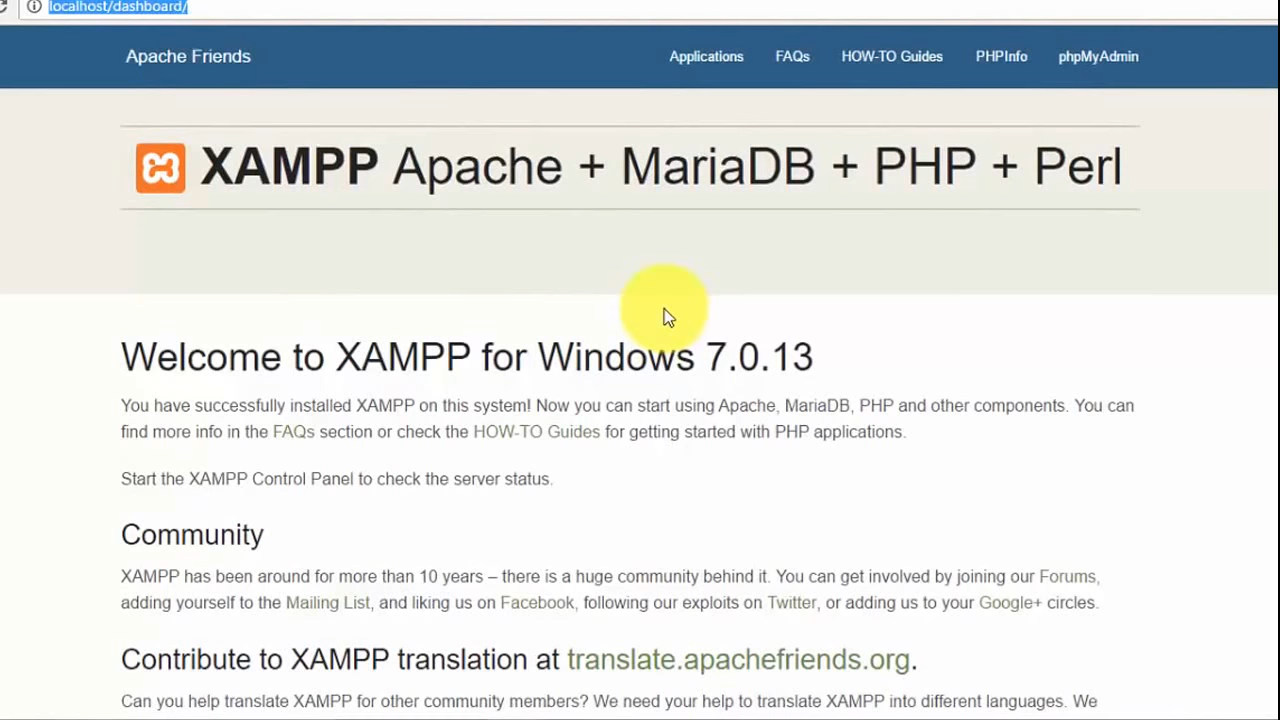 localhost/dashboard/
Apache Friends Applications FAQs HOW-TO Guides PHPInfo phpMyAdmin
XAMPP Apache + MariaDB + PHP + Perl
Welcome to XAMPP for Windows 7.0.13
You have successfully installed XAMPP on this system! Now you can start using Apache, MariaDB, PHP and other components. You can
find more info in the FAQs section or check the HOW-TO Guides for getting started with PHP applications.
Start the XAMPP Control Panel to check the server status.
Community
XAMPP has been around for more than 10 years – there is a huge community behind it. You can get involved by joining our Forums,
adding yourself to the Mailing List, and liking us on Facebook, following our exploits on Twitter, or adding us to your Google+ circles.
Contribute to XAMPP translation at translate.apachefriends.org.
Can you help translate XAMPP for other community members? We need your help to translate XAMPP into different languages. We